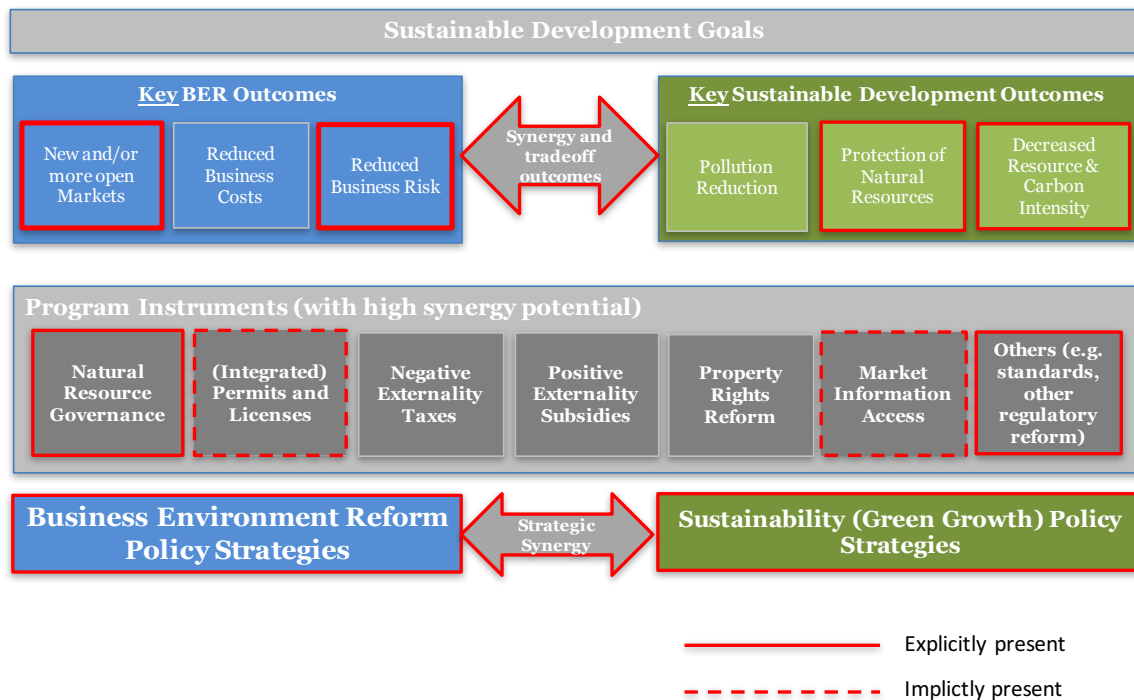 Sustainable Development Goals
Key BER Outcomes
New and/or
more open
Markets
Reduced
Business
Costs
Reduced
Business Risk
Synergy and
tradeoff
outcomes
Key Sustainable Development Outcomes
Pollution
Reduction
Protection of
Natural
Resources
Decreased
Resource &
Carbon
Intensity
Program Instruments (with high synergy potential)
Natural
Resource
Governance
(Integrated)
Permits and
Licenses
Negative
Externality
Taxes
Positive
Externality
Subsidies
Property
Rights
Reform
Market
Information
Access
Others (e.g.
standards,
other
regulatory
reform)
Business Environment Reform
Policy Strategies
Strategic
Synergy
Sustainability (Green Growth) Policy
Strategies
Explicitly present
Implictly present